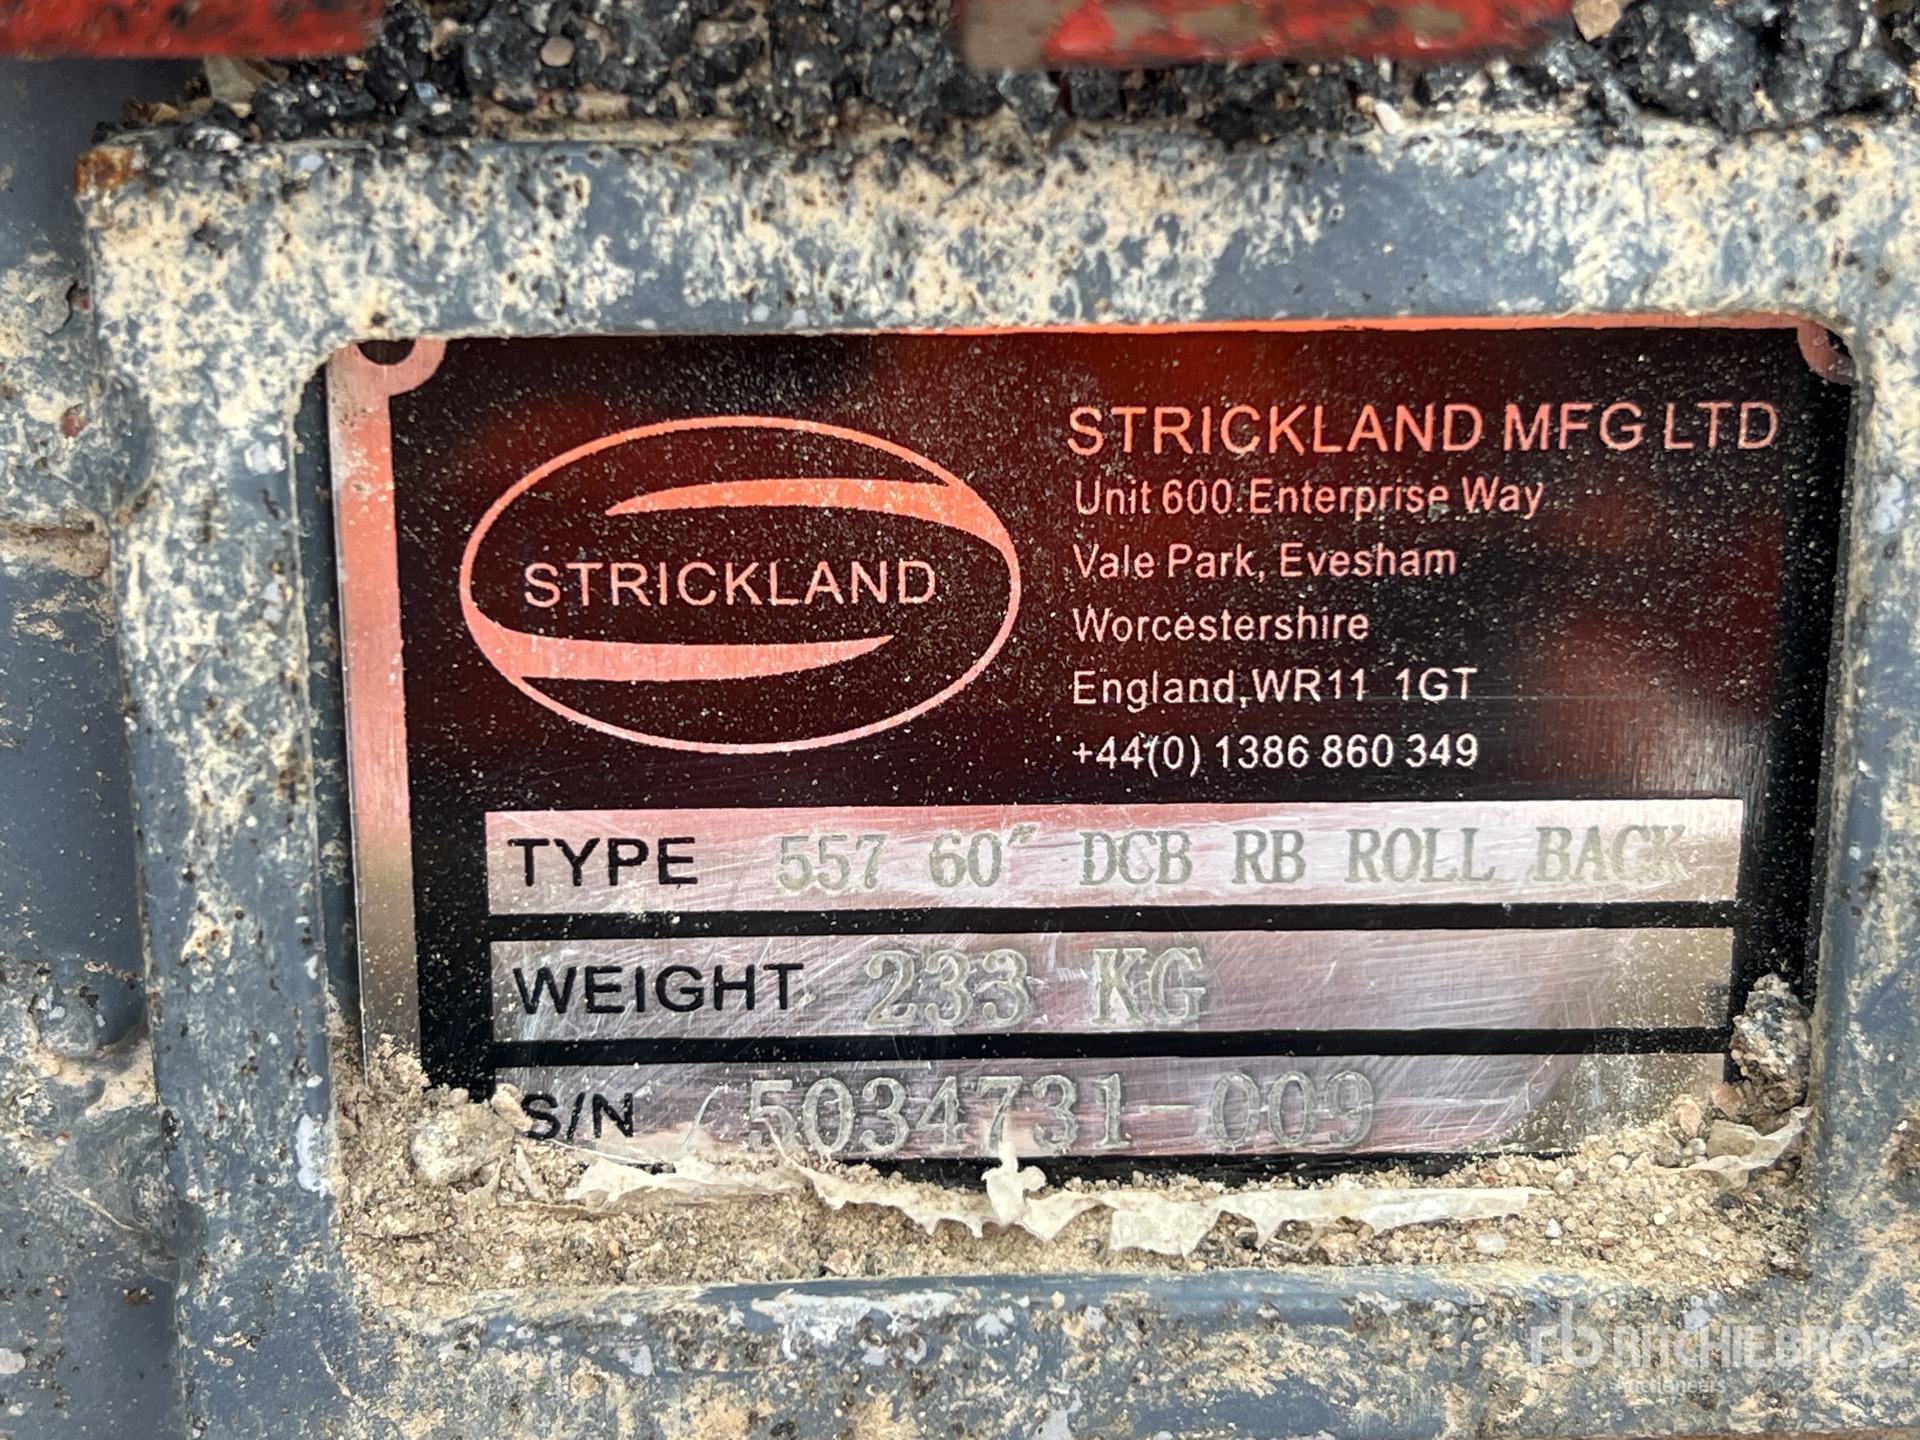 STRICKLAND
STRICKLAND MFG LTD
Unit 600.Enterprise Way
Vale Park, Evesham
Worcestershire
England,WR11 1GT
+44(0) 1386 860 349
TYPE 557 60" DCB RB ROLL BACK
WEIGHT 233 KG
S/N 5034731-009
rb RITCHIE BROS.
Auctioneers